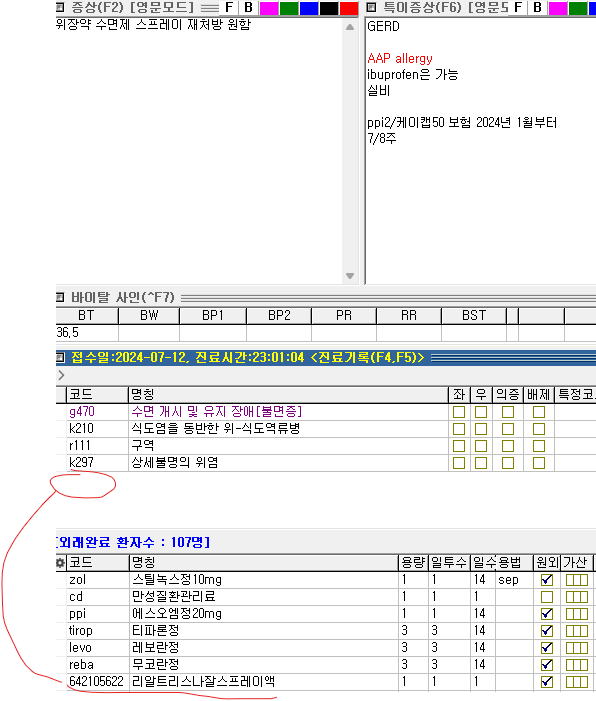 증상(F2) [영문모드] F B
위장약 수면제 스프레이 재처방 원함
특이증상(F6) [영문모 F B
GERD
AAP allergy
ibuprofen은 가능
실비
ppi2/케이캡50 보험 2024년 1월부터
7/8주
바이탈 사인(^F7)
BT BW BP1 BP2 PR RR BST
36,5
접수일:2024-07-12, 진료시간:23:01:04 <진료기록(F4,F5)>
코드 명칭 좌 우 의증 배제 특정코
g470 수면 개시 및 유지 장애[불면증]
k210 식도염을 동반한 위-식도역류병
r111 구역
k297 상세불명의 위염
[외래완료 환자수 : 107명]
코드 명칭 용량 일투수 일수 용법 원외 가산
zol 스틸녹스정10mg 1 1 14 sep
cd 만성질환관리료 1 1 1
ppi 에스오엠정20mg 1 1 14
tirop 티파론정 3 3 14
levo 레보란정 3 3 14
reba 무코란정 3 3 14
642105622 리알트리스나잘스프레이액 1 1 1